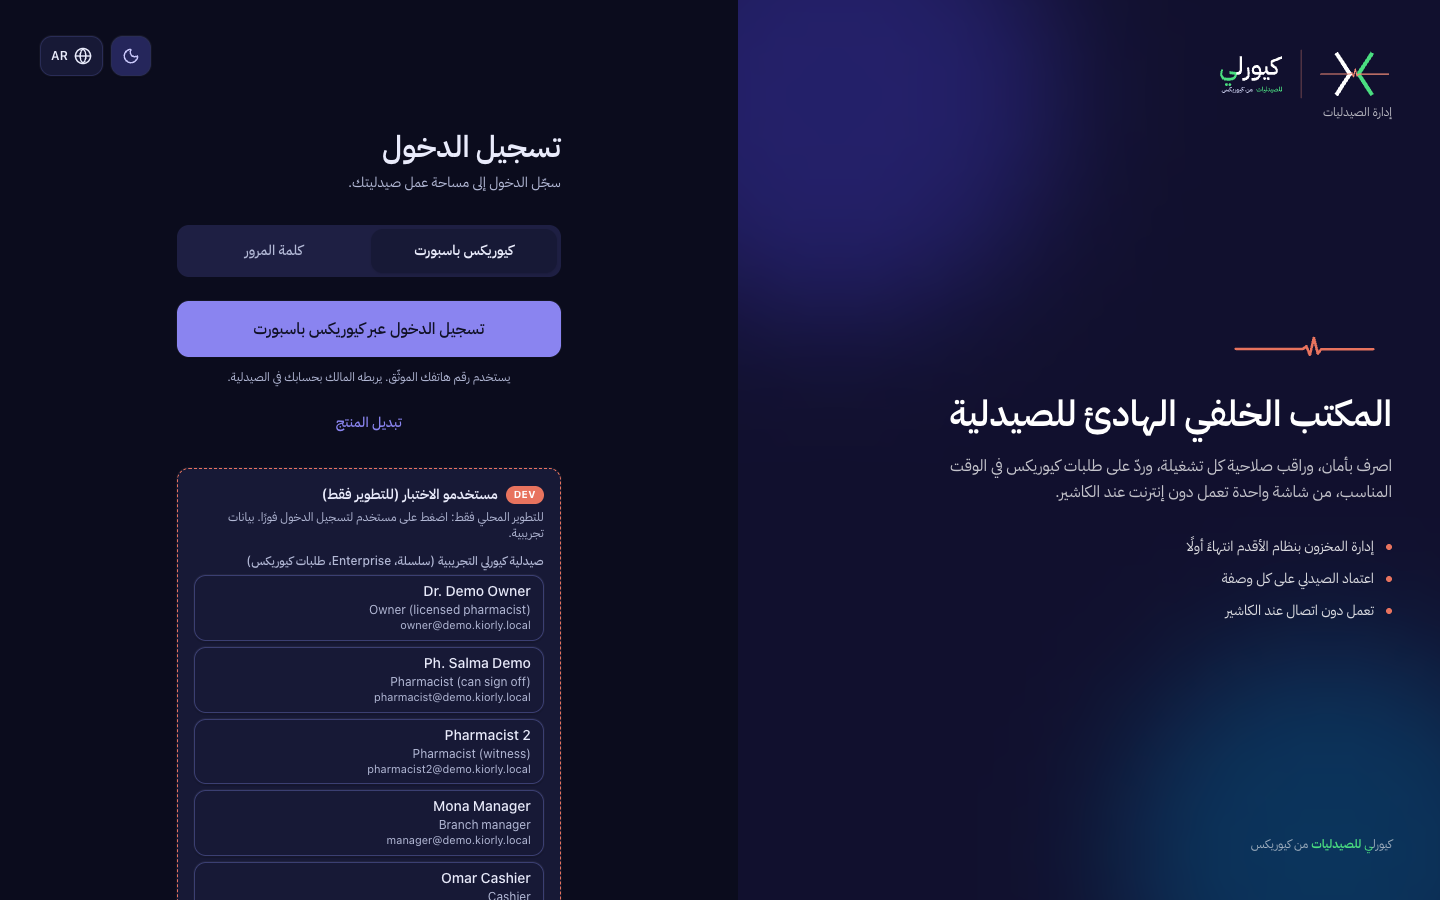 كيورلي
للصيدليات من كيوريكس
إدارة الصيدليات
المكتب الخلفي الهادئ للصيدلية
اصرف بأمان، وراقب صلاحية كل تشغيلة، وردّ على طلبات كيوريكس في الوقت
المناسب، من شاشة واحدة تعمل دون إنترنت عند الكاشير.
إدارة المخزون بنظام الأقدم انتهاءً أولًا
اعتماد الصيدلي على كل وصفة
تعمل دون اتصال عند الكاشير
كيورلي للصيدليات من كيوريكس
AR
تسجيل الدخول
سجّل الدخول إلى مساحة عمل صيدليتك.
كيوريكس باسبورت
كلمة المرور
تسجيل الدخول عبر كيوريكس باسبورت
يستخدم رقم هاتفك الموثّق. يربطه المالك بحسابك في الصيدلية.
تبديل المنتج
DEV مستخدمو الاختبار (للتطوير فقط)
للتطوير المحلي فقط: اضغط على مستخدم لتسجيل الدخول فورًا. بيانات
تجريبية.
صيدلية كيورلي التجريبية (سلسلة، Enterprise، طلبات كيوريكس)
Dr. Demo Owner
Owner (licensed pharmacist)
owner@demo.kiorly.local
Ph. Salma Demo
Pharmacist (can sign off)
pharmacist@demo.kiorly.local
Pharmacist 2
Pharmacist (witness)
pharmacist2@demo.kiorly.local
Mona Manager
Branch manager
manager@demo.kiorly.local
Omar Cashier
Cashier